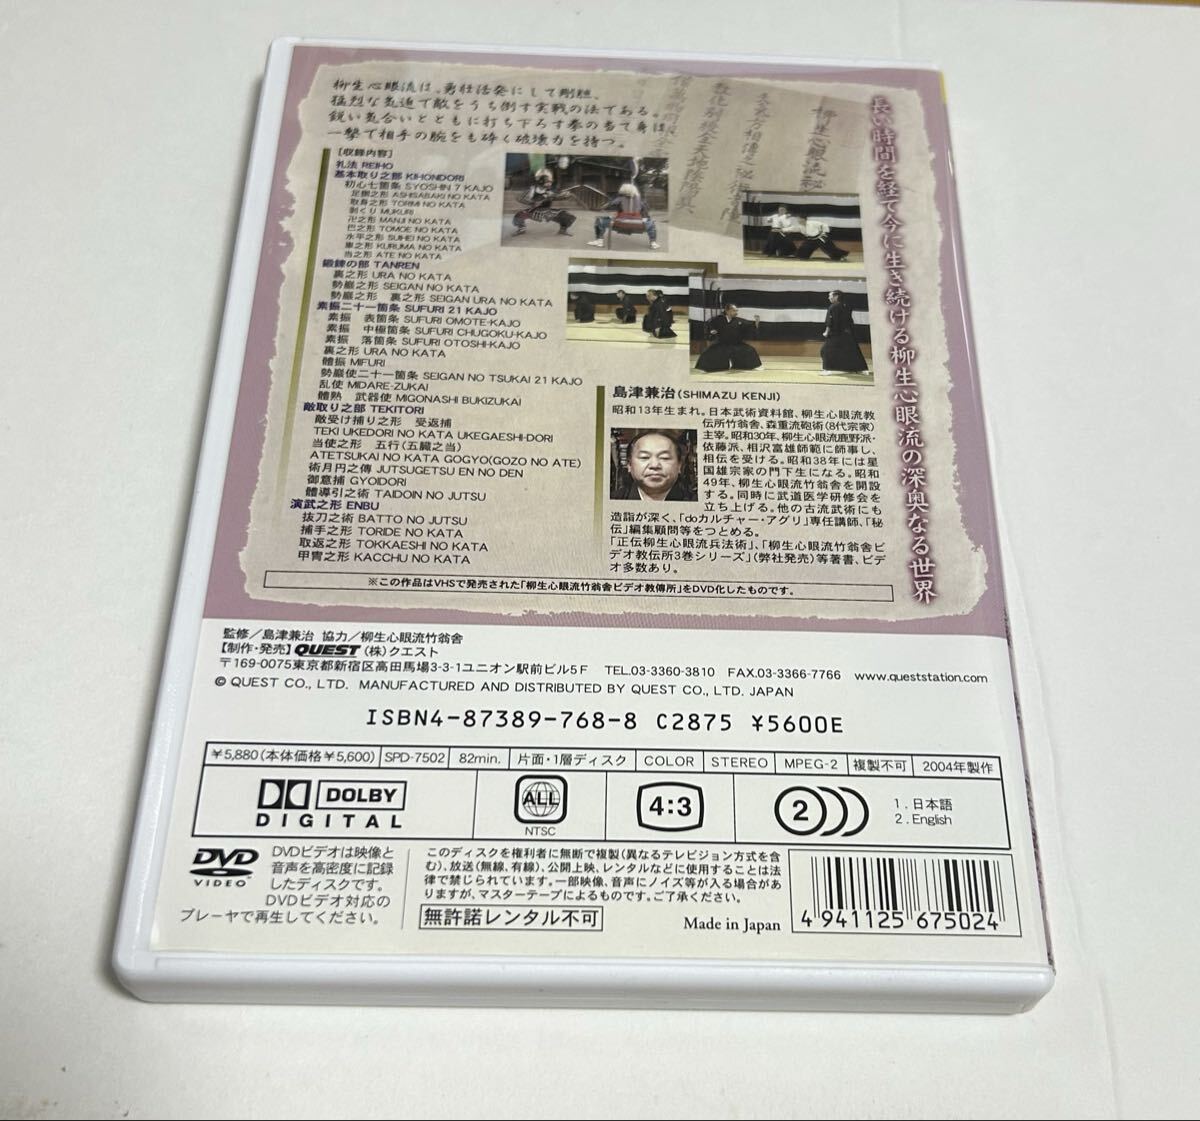 柳生心眼流は、勇壮活発にして剛胆、
猛烈な気迫で敵をうち倒す実戦の法である。
鋭い気合いとともに打ち下ろす拳の当て身は
一撃で相手の腕をも砕く破壊力を持つ。
長い時間を経て今に生き続ける柳生心眼流の深奥なる世界
[収録内容]
礼法 REIHO
基本取り之部 KIHONDORI
初心七箇条 SYOSHIN 7 KAJO
足捌之形 ASHISABAKI NO KATA
取身之形 TORIMI NO KATA
剥くり MUKURI
卍之形 MANJI NO KATA
巴之形 TOMOE NO KATA
水平之形 SUHEI NO KATA
車之形 KURUMA NO KATA
当之形 ATE NO KATA
鍛錬の部 TANREN
裏之形 URA NO KATA
勢巌之形 SEIGAN NO KATA
勢巌之形 裏之形 SEIGAN URA NO KATA
素振二十一箇条 SUFURI 21 KAJO
素振 表箇条 SUFURI OMOTE-KAJO
素振 中極箇条 SUFURI CHUGOKU-KAJO
素振 落箇条 SUFURI OTOSHI-KAJO
裏之形 URA NO KATA
體振 MIFURI
勢巌使二十一箇条 SEIGAN NO TSUKAI 21 KAJO
乱使 MIDARE-ZUKAI
體熟 武器使 MIGONASHI BUKIZUKAI
敵取り之部 TEKITORI
敵受け捕り之形 受返捕
TEKI UKEDORI NO KATA UKEGAESHI-DORI
当使之形 五行(五臓之当)
ATETSUKAI NO KATA GOGYO(GOZO NO ATE)
術月円之傳 JUTSUGETSU EN NO DEN
御意捕 GYOIDORI
體導引之術 TAIDOIN NO JUTSU
演武之形 ENBU
抜刀之術 BATTO NO JUTSU
捕手之形 TORIDE NO KATA
取返之形 TOKKAESHI NO KATA
甲冑之形 KACCHU NO KATA
島津兼治(SHIMAZU KENJI)
昭和13年生まれ。日本武術資料館、柳生心眼流教
伝所竹翁舎、森重流砲術(8代宗家)
主宰。昭和30年、柳生心眼流鹿野派・
依藤派、相沢富雄師範に師事し、
相伝を受ける。昭和38年には星
国雄宗家の門下生になる。昭和
49年、柳生心眼流竹翁舎を開設
する。同時に武道医学研修会を
立ち上げる。他の古流武術にも
造詣が深く、「doカルチャー・アグリ」専任講師、「秘
伝」編集顧問等をつとめる。
「正伝柳生心眼流兵法術」、「柳生心眼流竹翁舎ビ
デオ教伝所3巻シリーズ」(弊社発売)等著書、ビデ
オ多数あり。
※この作品はVHSで発売された「柳生心眼流竹翁舎ビデオ教傳所」をDVD化したものです。
監修/島津兼治 協力/柳生心眼流竹翁舎
【制作・発売】QUEST (株)クエスト
〒169-0075東京都新宿区高田馬場3-3-1ユニオン駅前ビル5F TEL.03-3360-3810 FAX.03-3366-7766 www.queststation.com
© QUEST CO., LTD. MANUFACTURED AND DISTRIBUTED BY QUEST CO., LTD. JAPAN
ISBN4-87389-768-8 C2875 ¥5600E
¥5,880(本体価格¥5,600) SPD-7502 82min. 片面・1層ディスク COLOR STEREO MPEG-2 複製不可 2004年製作
DOLBY
DIGITAL
ALL
NTSC
4:3
2
1.日本語
2.English
DVD
VIDEO
DVDビデオは映像と
音声を高密度に記録
したディスクです。
DVDビデオ対応の
プレーヤで再生してください。
このディスクを権利者に無断で複製(異なるテレビジョン方式を含
む)、放送(無線、有線)、公開上映、レンタルなどに使用することは法
律で禁じられています。一部映像、音声にノイズ等が入る場合があ
りますが、マスターテープによるものです。ご了承ください。
無許諾レンタル不可
Made in Japan
4 941125 675024